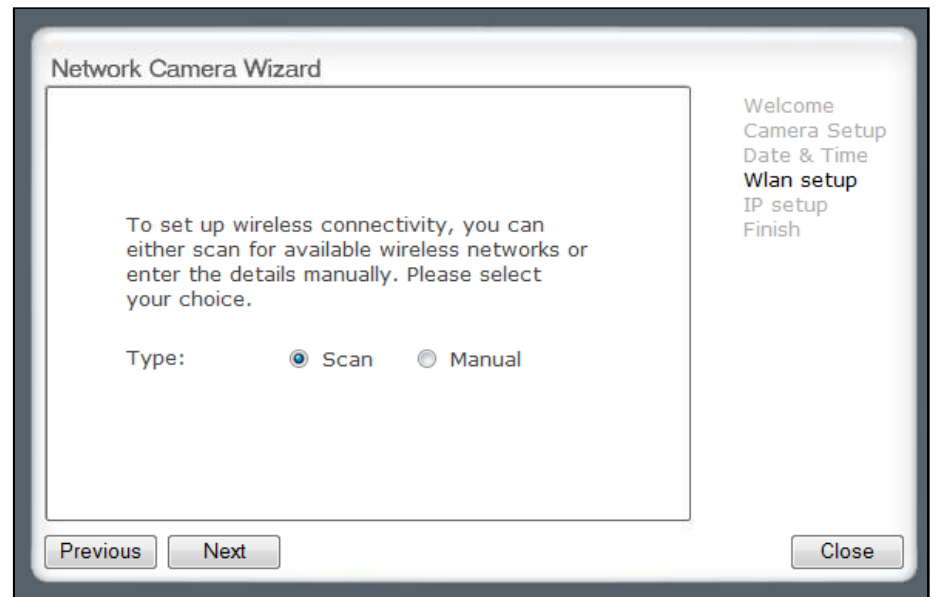 Network Camera Wizard
To set up wireless connectivity, you can
either scan for available wireless networks or
enter the details manually. Please select
your choice.
Type: Scan Manual
Welcome
Camera Setup
Date & Time
Wlan setup
IP setup
Finish
Previous Next Close